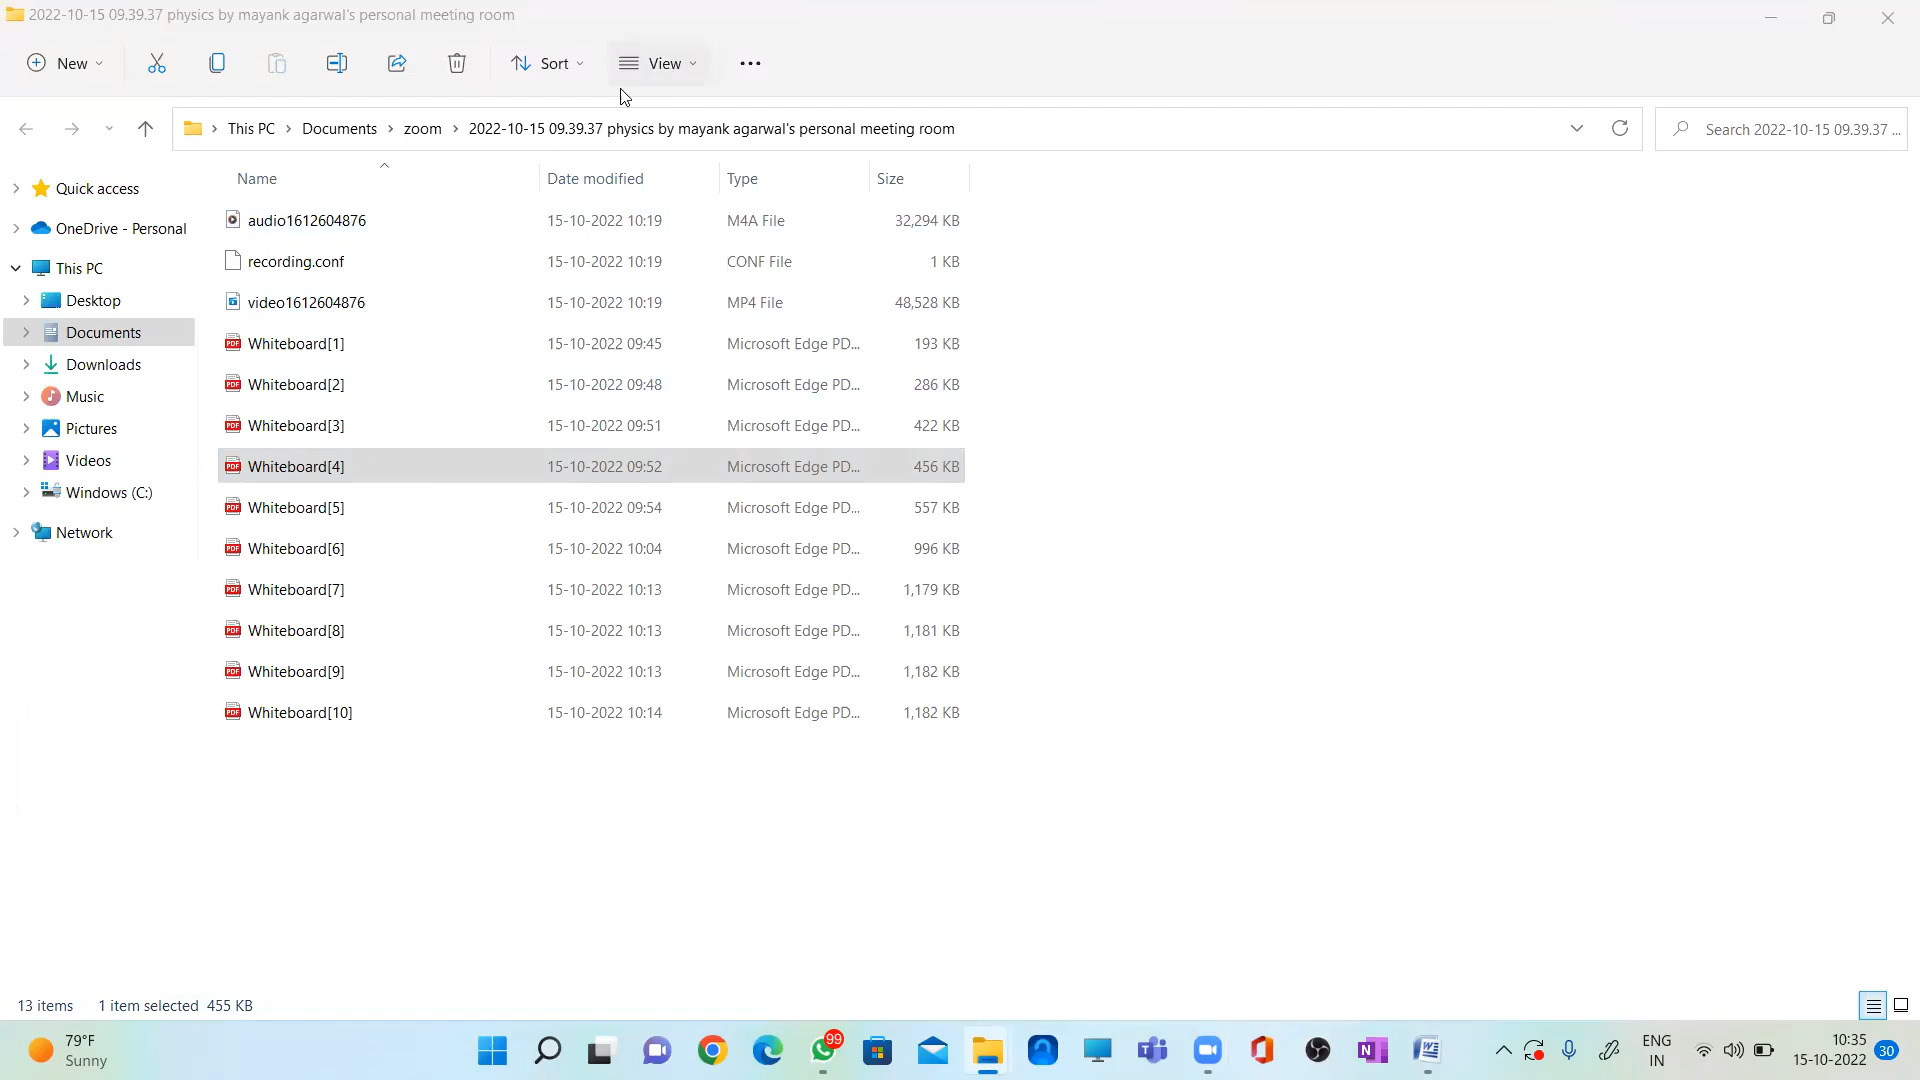 2022-10-15 09.39.37 physics by mayank agarwal's personal meeting room
New
Sort
View
This PC
Documents
zoom
2022-10-15 09.39.37 physics by mayank agarwal's personal meeting room
Search 2022-10-15 09.39.37 ...
Name
Date modified
Type
Size
Quick access
OneDrive - Personal
This PC
Desktop
Documents
Downloads
Music
Pictures
Videos
Windows (C:)
Network
audio1612604876 15-10-2022 10:19 M4A File 32,294 KB
recording.conf 15-10-2022 10:19 CONF File 1 KB
video1612604876 15-10-2022 10:19 MP4 File 48,528 KB
Whiteboard[1] 15-10-2022 09:45 Microsoft Edge PD... 193 KB
Whiteboard[2] 15-10-2022 09:48 Microsoft Edge PD... 286 KB
Whiteboard[3] 15-10-2022 09:51 Microsoft Edge PD... 422 KB
Whiteboard[4] 15-10-2022 09:52 Microsoft Edge PD... 456 KB
Whiteboard[5] 15-10-2022 09:54 Microsoft Edge PD... 557 KB
Whiteboard[6] 15-10-2022 10:04 Microsoft Edge PD... 996 KB
Whiteboard[7] 15-10-2022 10:13 Microsoft Edge PD... 1,179 KB
Whiteboard[8] 15-10-2022 10:13 Microsoft Edge PD... 1,181 KB
Whiteboard[9] 15-10-2022 10:13 Microsoft Edge PD... 1,182 KB
Whiteboard[10] 15-10-2022 10:14 Microsoft Edge PD... 1,182 KB
13 items 1 item selected 455 KB
79°F
Sunny
99
ENG
IN
10:35
15-10-2022
30